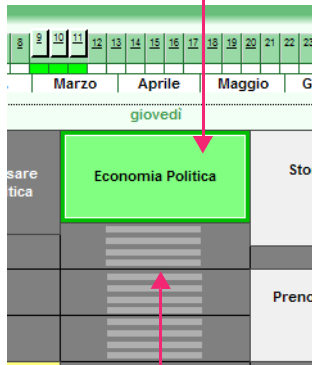 8 9 10 11 12 13 14 15 16 17 18 19 20 21 22 23
Marzo Aprile Maggio G
giovedì
sare
tica
Economia Politica
Sto
Preno